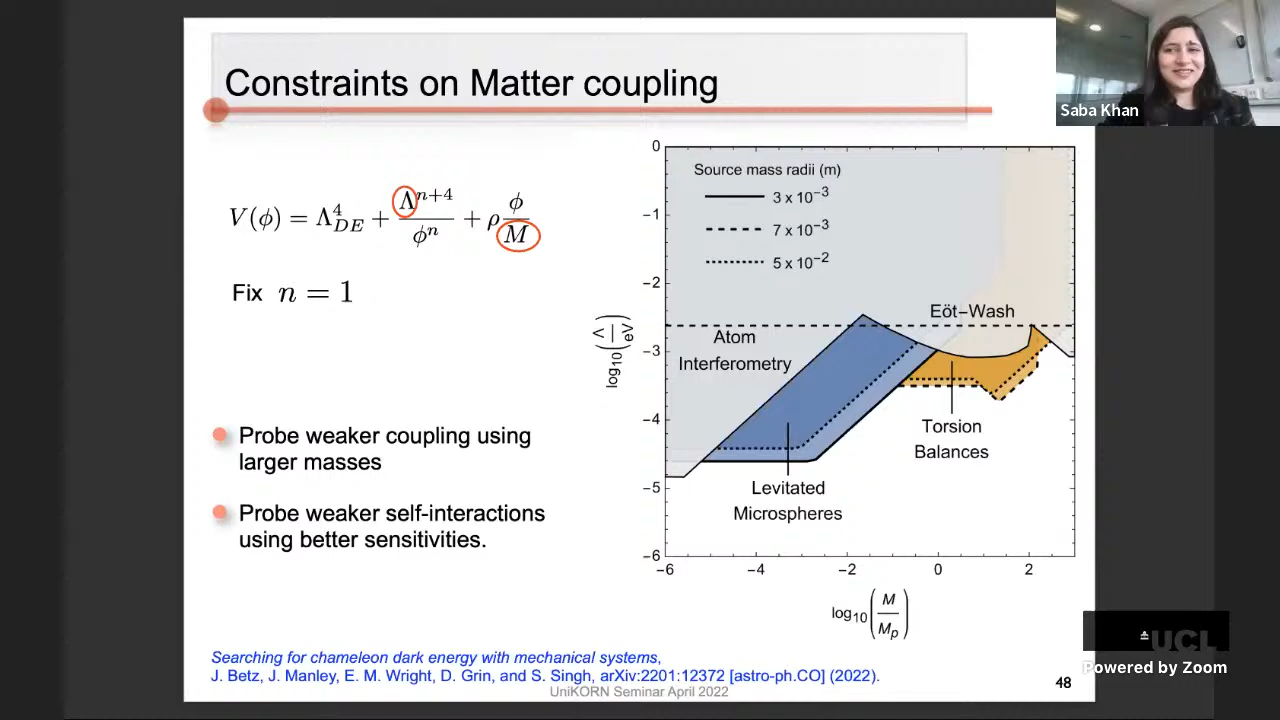 Constraints on Matter coupling
Saba Khan
V(ϕ) = Λ⁴_DE + Λⁿ⁺⁴/ϕⁿ + ρ ϕ/M
Fix n = 1
Probe weaker coupling using
larger masses
Probe weaker self-interactions
using better sensitivities.
Source mass radii (m)
3 x 10⁻³
7 x 10⁻³
5 x 10⁻²
Eöt–Wash
Atom
Interferometry
Torsion
Balances
Levitated
Microspheres
0
−1
−2
−3
−4
−5
−6
log₁₀(Λ/eV)
−6 −4 −2 0 2
log₁₀(M/Mₚ)
UCL
Powered by Zoom
Searching for chameleon dark energy with mechanical systems,
J. Betz, J. Manley, E. M. Wright, D. Grin, and S. Singh, arXiv:2201:12372 [astro-ph.CO] (2022).
UniKORN Seminar April 2022
48